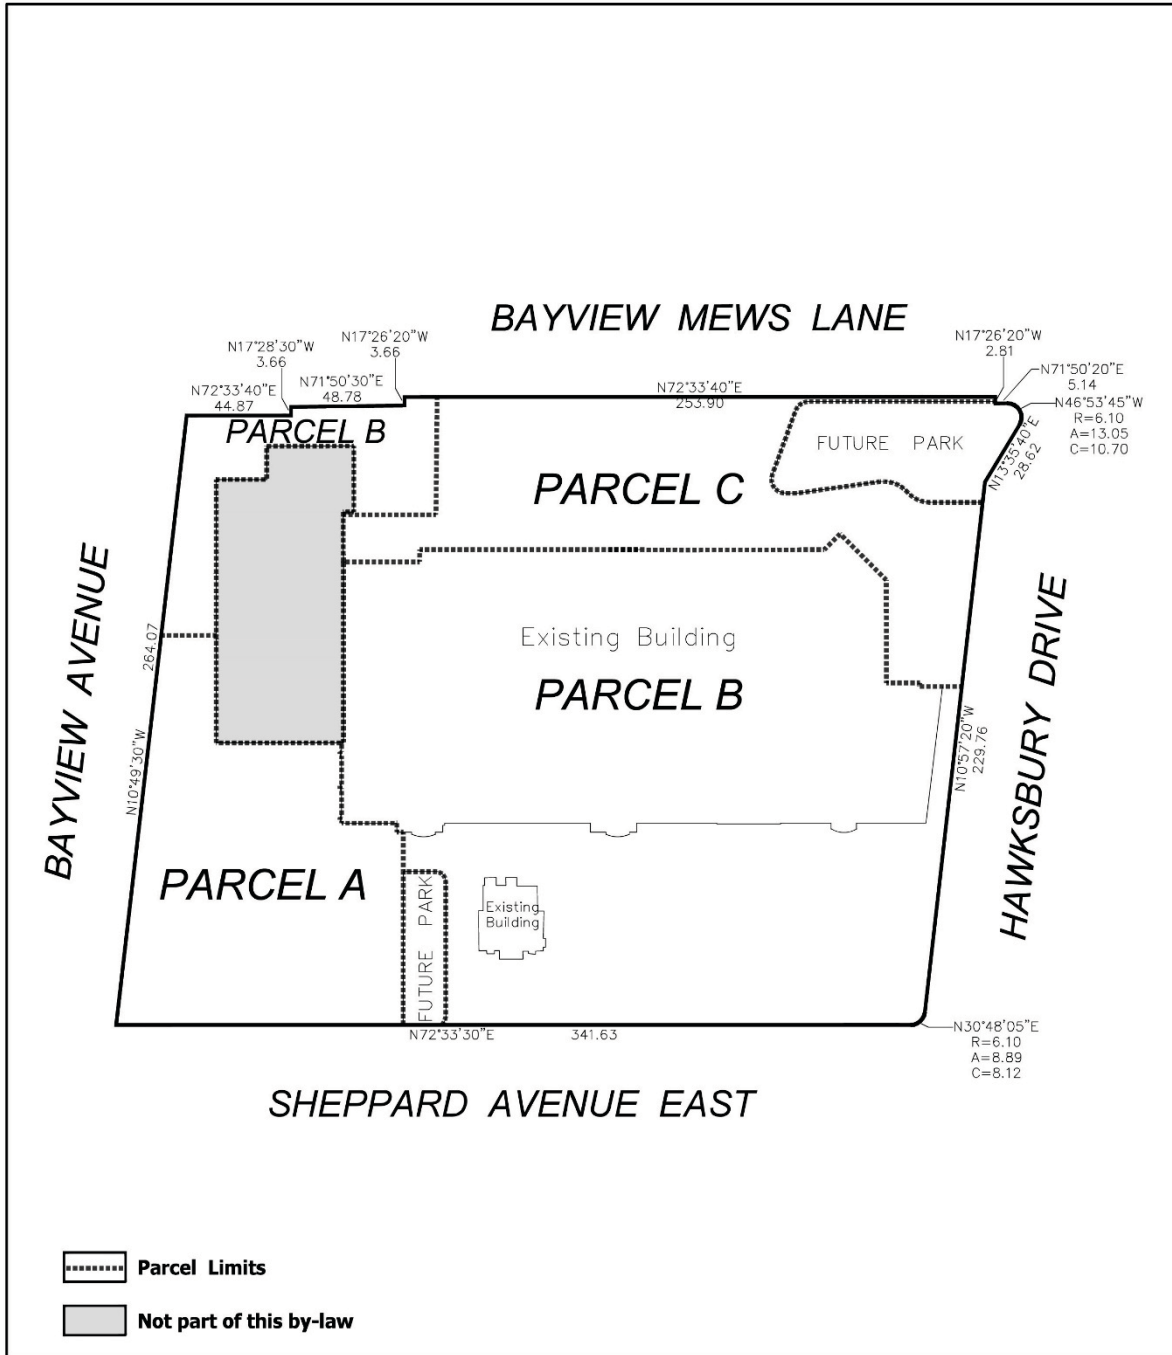 BAYVIEW MEWS LANE
N17°28'30"W
3.66
N17°26'20"W
3.66
N17°26'20"W
2.81
N72°33'40"E
44.87
N71°50'30"E
48.78
N72°33'40"E
253.90
N71°50'20"E
5.14
N46°53'45"W
R=6.10
A=13.05
C=10.70
N13°35'40"E
28.62
PARCEL B
FUTURE PARK
PARCEL C
BAYVIEW AVENUE
264.07
N10°49'30"W
Existing Building
PARCEL B
N10°57'20"W
229.76
HAWKSBURY DRIVE
PARCEL A
FUTURE PARK
Existing
Building
N72°33'30"E
341.63
N30°48'05"E
R=6.10
A=8.89
C=8.12
SHEPPARD AVENUE EAST
Parcel Limits
Not part of this by-law